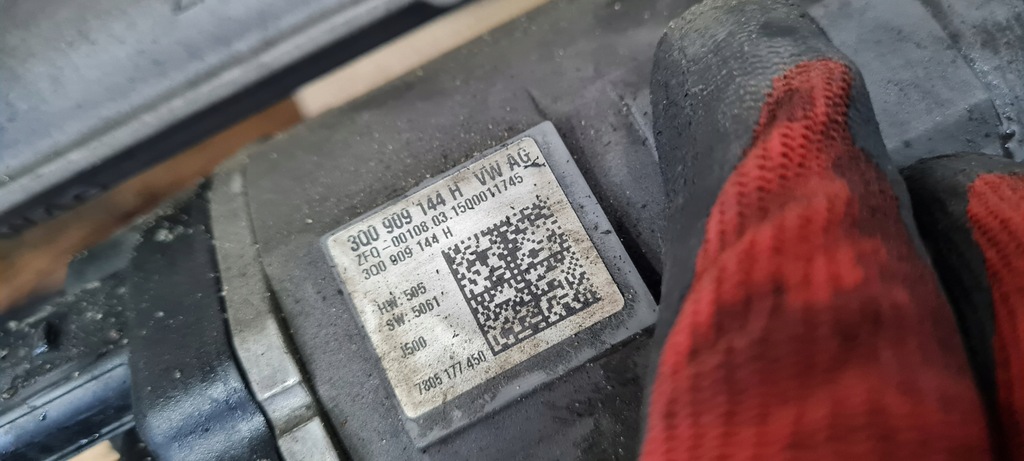 3Q0 909 144 H VW AG
ZFQ-00108.03.1500011745
3Q0 909 144 H
HW: 505
SW: 5061
J500
7805 177 450